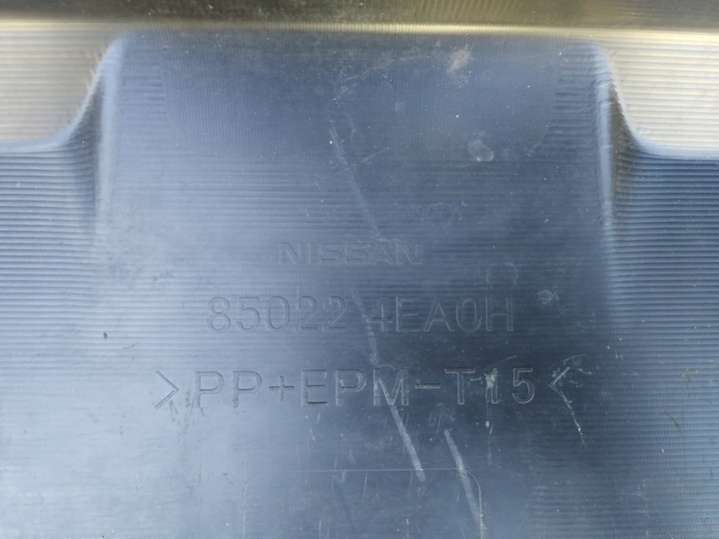 NISSAN
85022 4EA0H
>PP+EPM-T15<